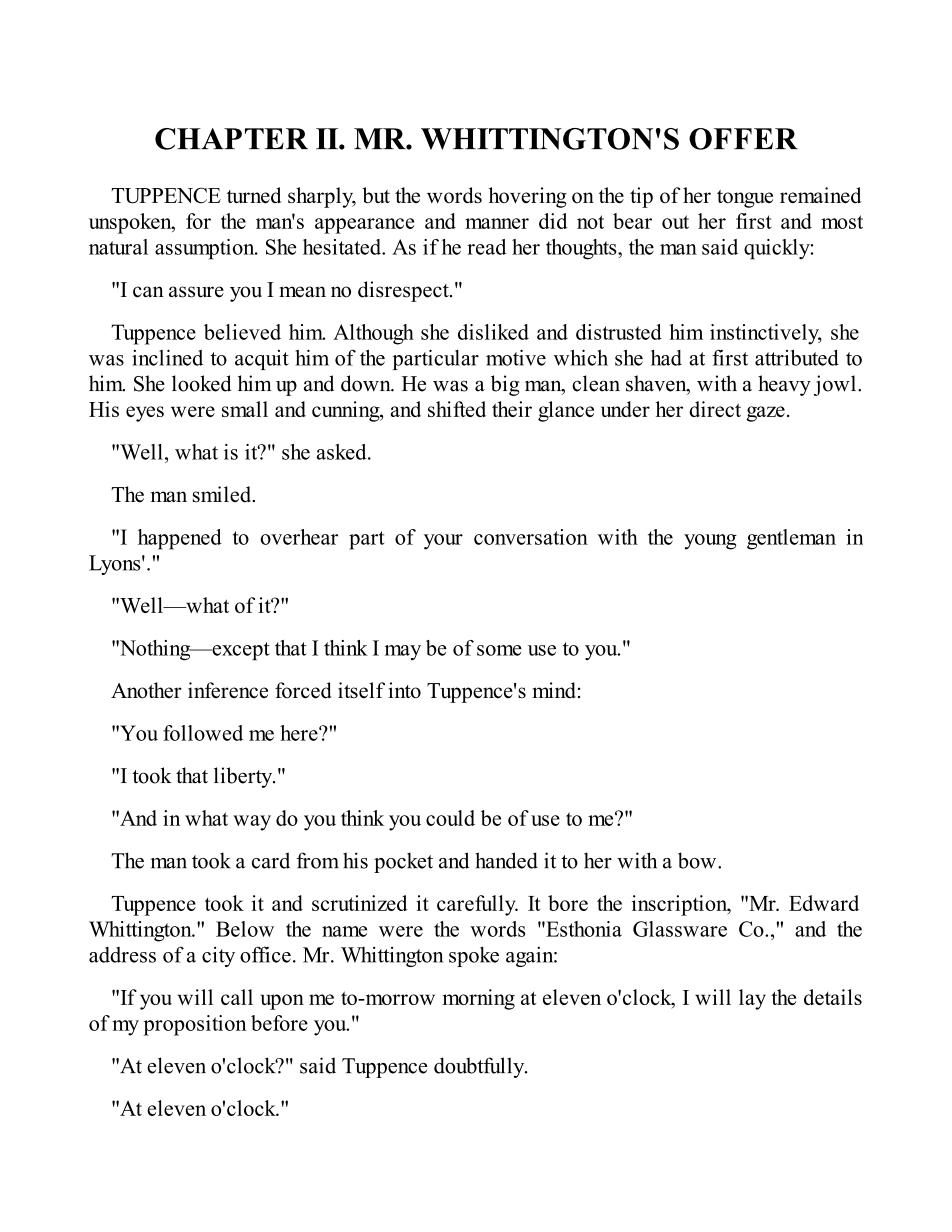 CHAPTER II. MR. WHITTINGTON'S OFFER
TUPPENCE turned sharply, but the words hovering on the tip of her tongue remained
unspoken, for the man's appearance and manner did not bear out her first and most
natural assumption. She hesitated. As if he read her thoughts, the man said quickly:
"I can assure you I mean no disrespect."
Tuppence believed him. Although she disliked and distrusted him instinctively, she
was inclined to acquit him of the particular motive which she had at first attributed to
him. She looked him up and down. He was a big man, clean shaven, with a heavy jowl.
His eyes were small and cunning, and shifted their glance under her direct gaze.
"Well, what is it?" she asked.
The man smiled.
"I happened to overhear part of your conversation with the young gentleman in
Lyons'."
"Well—what of it?"
"Nothing—except that I think I may be of some use to you."
Another inference forced itself into Tuppence's mind:
"You followed me here?"
"I took that liberty."
"And in what way do you think you could be of use to me?"
The man took a card from his pocket and handed it to her with a bow.
Tuppence took it and scrutinized it carefully. It bore the inscription, "Mr. Edward
Whittington." Below the name were the words "Esthonia Glassware Co.," and the
address of a city office. Mr. Whittington spoke again:
"If you will call upon me to-morrow morning at eleven o'clock, I will lay the details
of my proposition before you."
"At eleven o'clock?" said Tuppence doubtfully.
"At eleven o'clock."